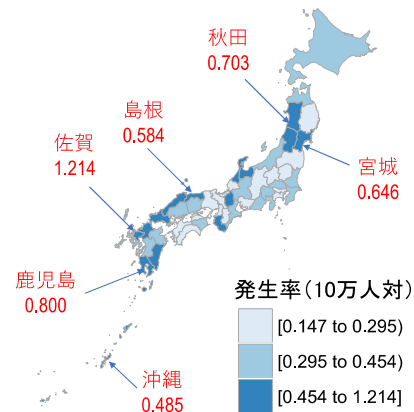 秋田
0.703
島根
0.584
佐賀
1.214
宮城
0.646
鹿児島
0.800
沖縄
0.485
発生率(10万人対)
[0.147 to 0.295)
[0.295 to 0.454)
[0.454 to 1.214]